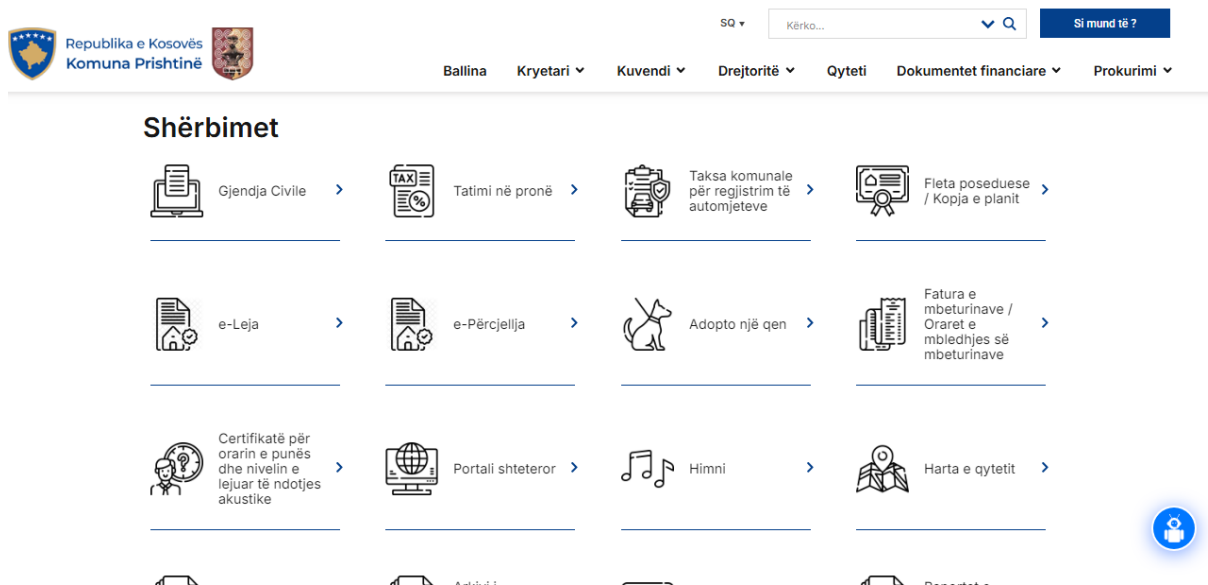 SQ
Kërko...
Si mund të ?
Republika e Kosovës
Komuna Prishtinë
Ballina Kryetari Kuvendi Drejtoritë Qyteti Dokumentet financiare Prokurimi
Shërbimet
Gjendja Civile
TAX
Tatimi në pronë
Taksa komunale
për regjistrim të
automjeteve
Fleta poseduese
/ Kopja e planit
e-Leja
e-Përcjellja
Adopto një qen
Fatura e
mbeturinave /
Oraret e
mbledhjes së
mbeturinave
Certifikatë për
orarin e punës
dhe nivelin e
lejuar të ndotjes
akustike
Portali shteteror
Himni
Harta e qytetit